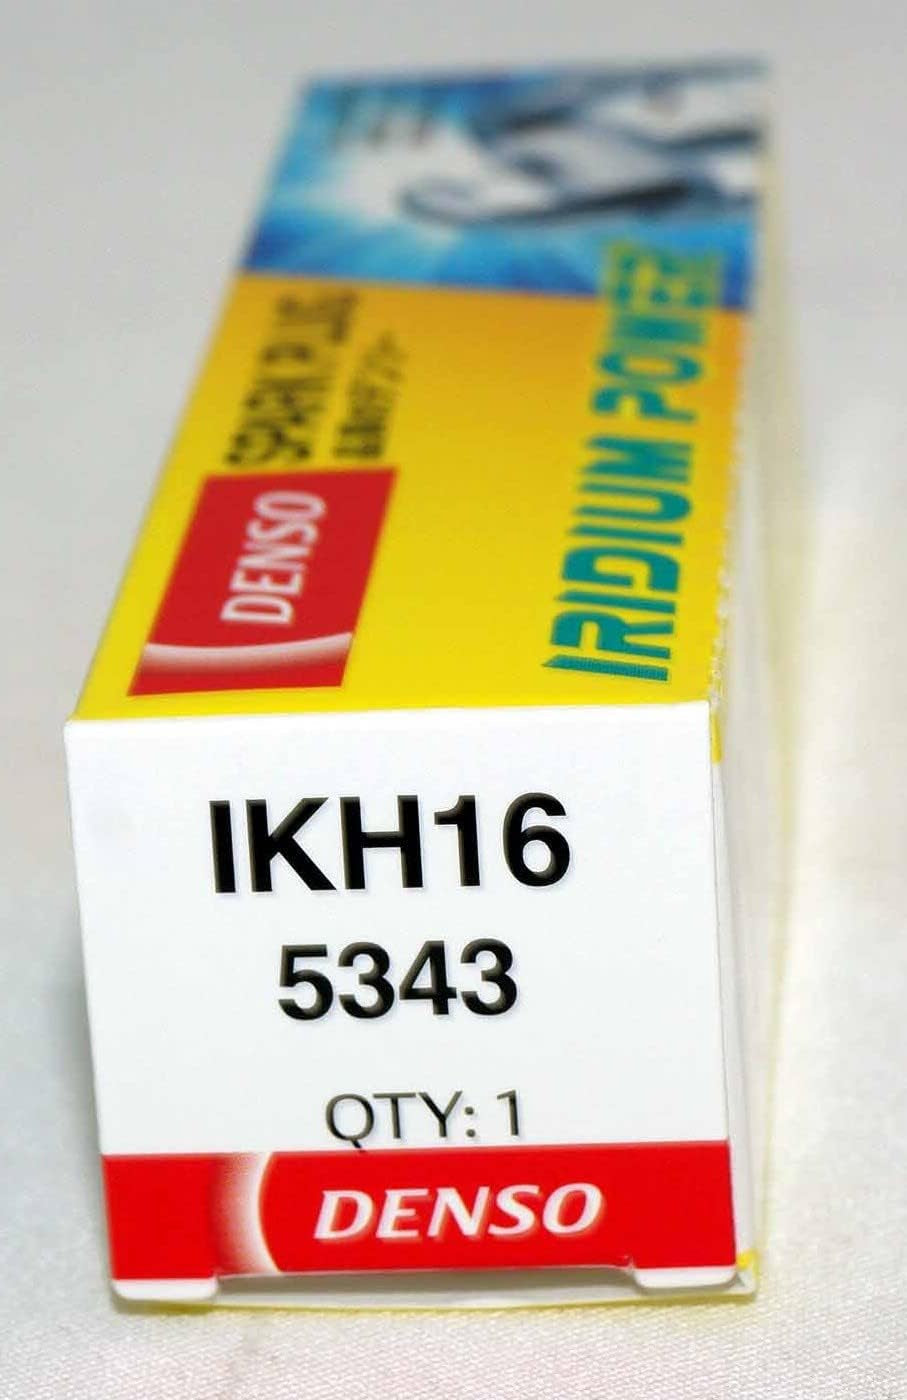 IRIDIUM POWER
DENSO SPARK PLUG
IKH16
5343
QTY: 1
DENSO